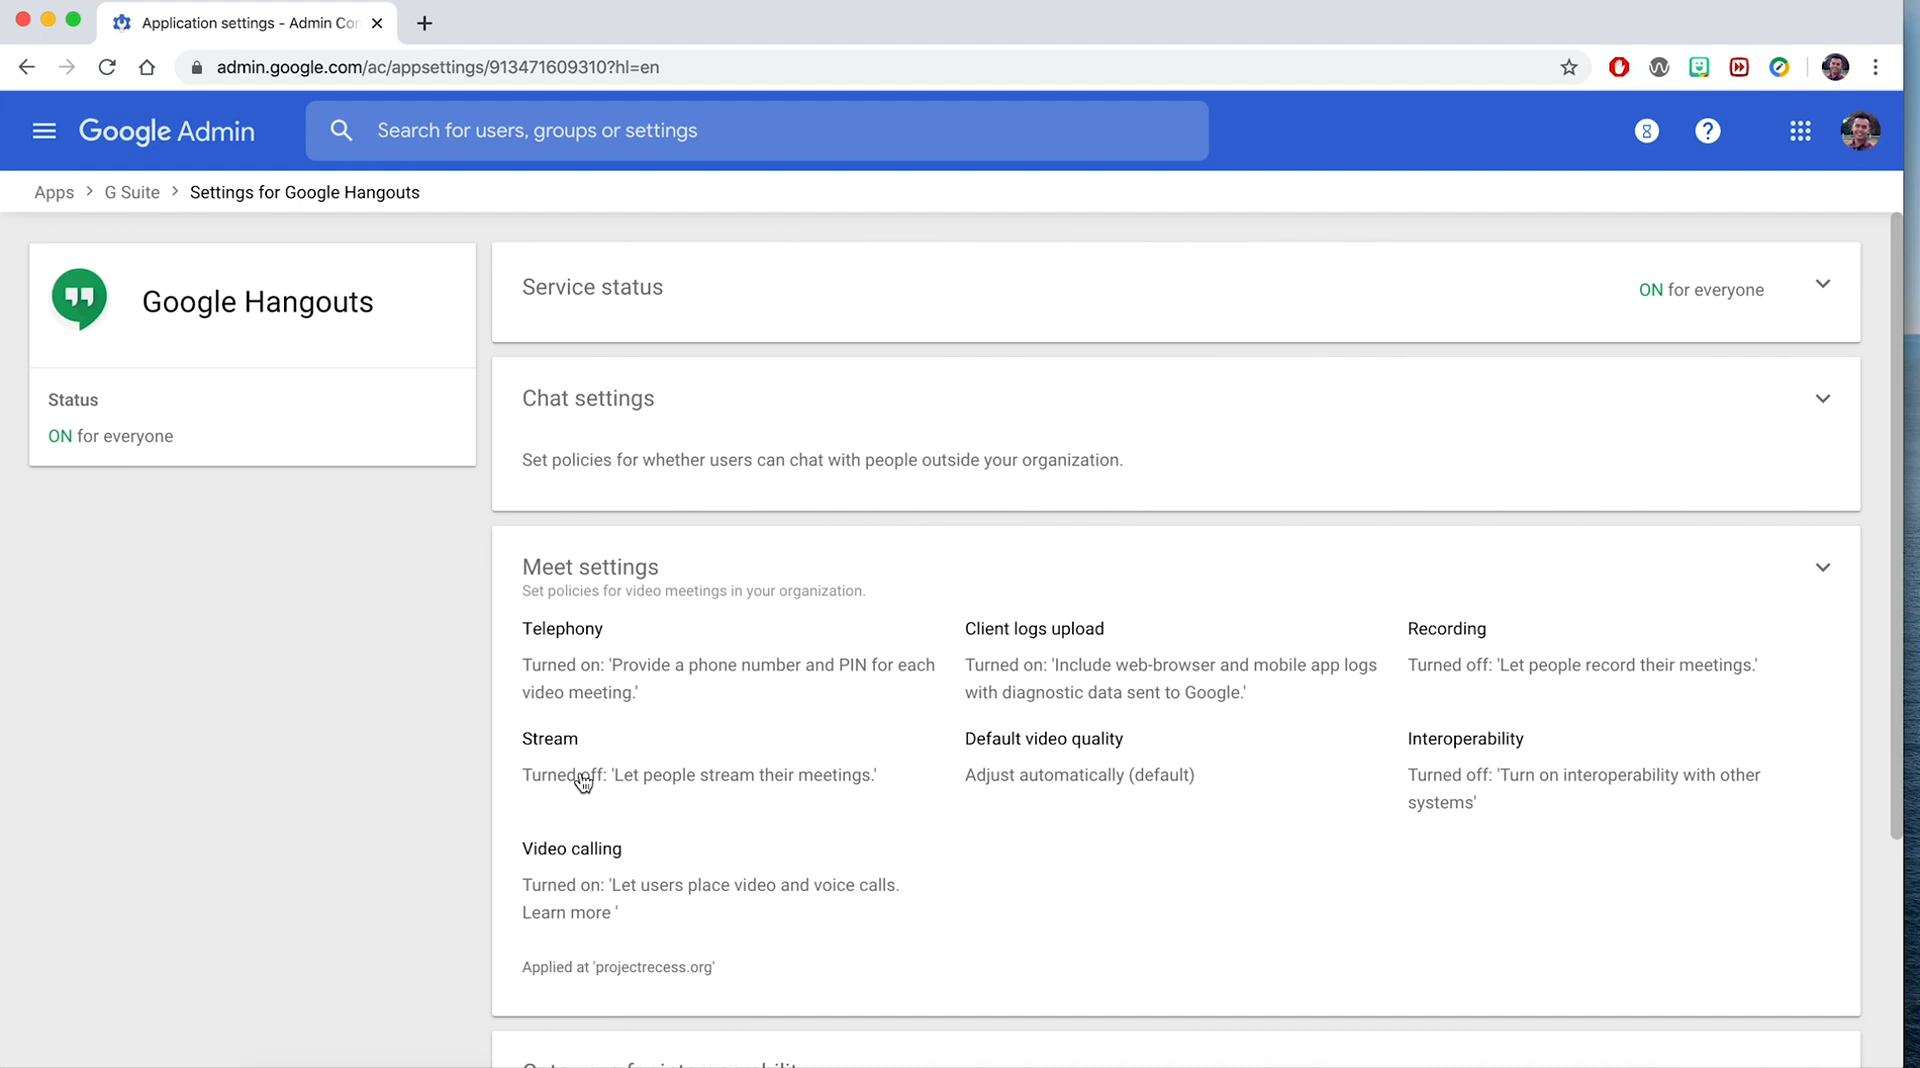 Application settings - Admin Con
admin.google.com/ac/appsettings/913471609310?hl=en
Google Admin
Search for users, groups or settings
Apps > G Suite > Settings for Google Hangouts
Google Hangouts
Status
ON for everyone
Service status
ON for everyone
Chat settings
Set policies for whether users can chat with people outside your organization.
Meet settings
Set policies for video meetings in your organization.
Telephony
Turned on: 'Provide a phone number and PIN for each
video meeting.'
Client logs upload
Turned on: 'Include web-browser and mobile app logs
with diagnostic data sent to Google.'
Recording
Turned off: 'Let people record their meetings.'
Stream
Turned off: 'Let people stream their meetings.'
Default video quality
Adjust automatically (default)
Interoperability
Turned off: 'Turn on interoperability with other
systems'
Video calling
Turned on: 'Let users place video and voice calls.
Learn more '
Applied at 'projectrecess.org'